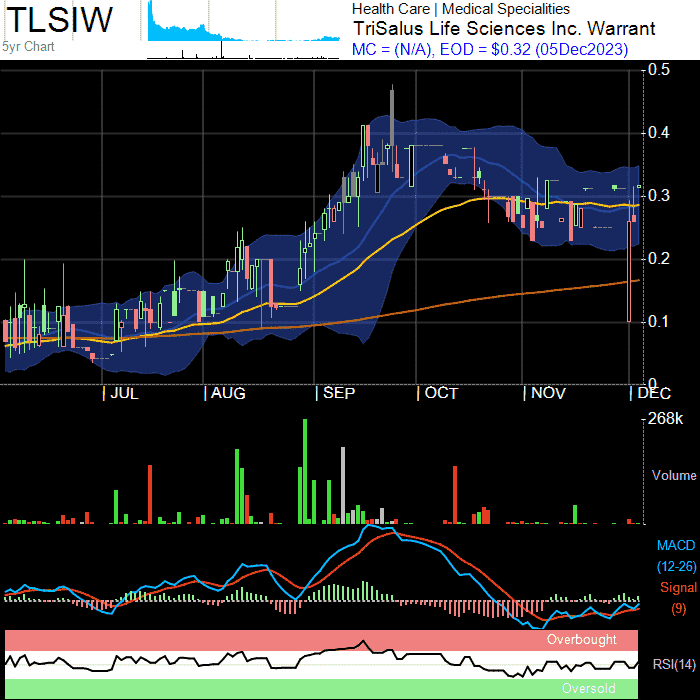 TLSIW
5yr Chart
Health Care | Medical Specialities
TriSalus Life Sciences Inc. Warrant
MC = (N/A), EOD = $0.32 (05Dec2023)
0.5
0.4
0.3
0.2
0.1
0
JUL
AUG
SEP
OCT
NOV
DEC
268k
Volume
MACD
(12-26)
Signal
(9)
Overbought
RSI(14)
Oversold